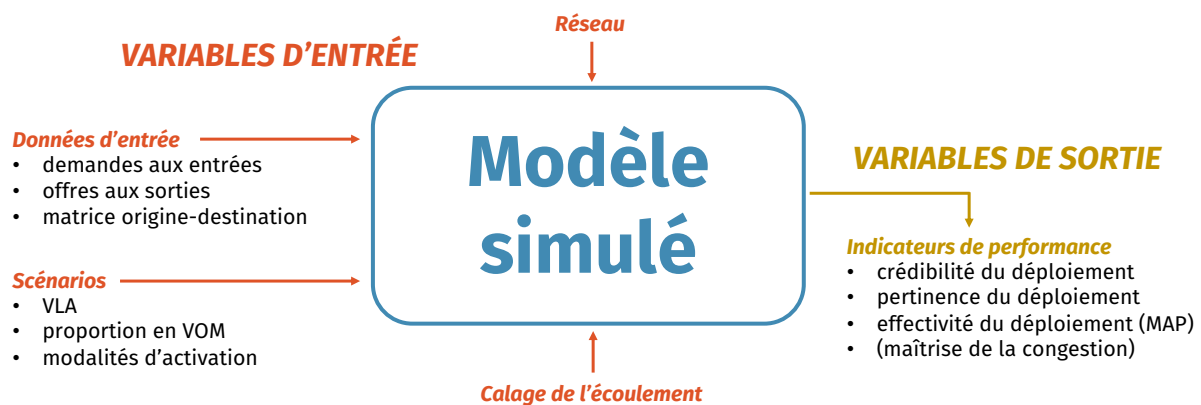 Réseau
VARIABLES D’ENTRÉE
Données d’entrée
• demandes aux entrées
• offres aux sorties
• matrice origine-destination
Scénarios
• VLA
• proportion en VOM
• modalités d’activation
Modèle
simulé
Calage de l’écoulement
VARIABLES DE SORTIE
Indicateurs de performance
• crédibilité du déploiement
• pertinence du déploiement
• effectivité du déploiement (MAP)
• (maîtrise de la congestion)